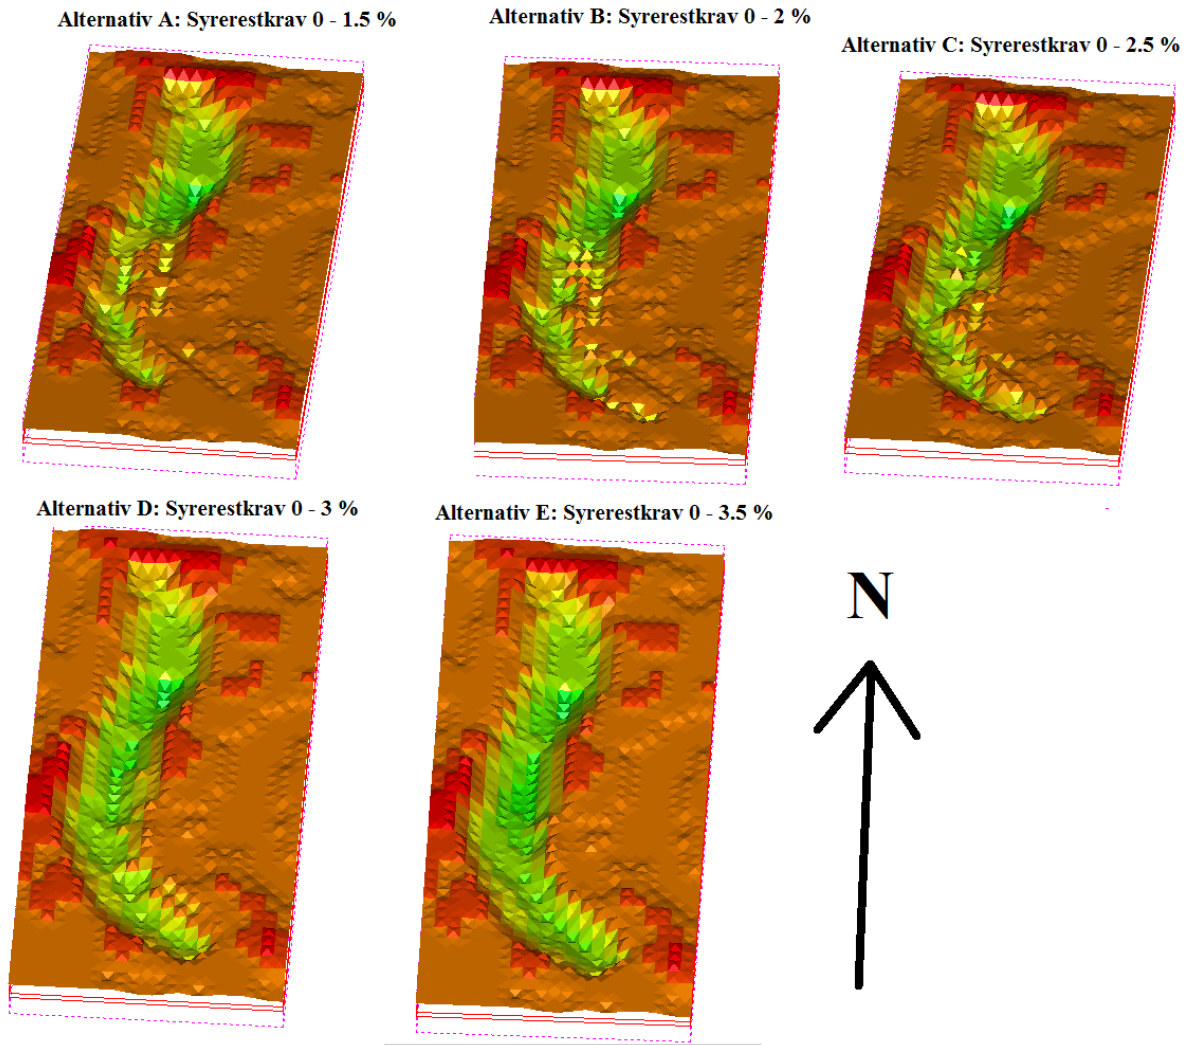 Alternativ A: Syrerestkrav 0 - 1.5 %
Alternativ B: Syrerestkrav 0 - 2 %
Alternativ C: Syrerestkrav 0 - 2.5 %
Alternativ D: Syrerestkrav 0 - 3 %
Alternativ E: Syrerestkrav 0 - 3.5 %
N